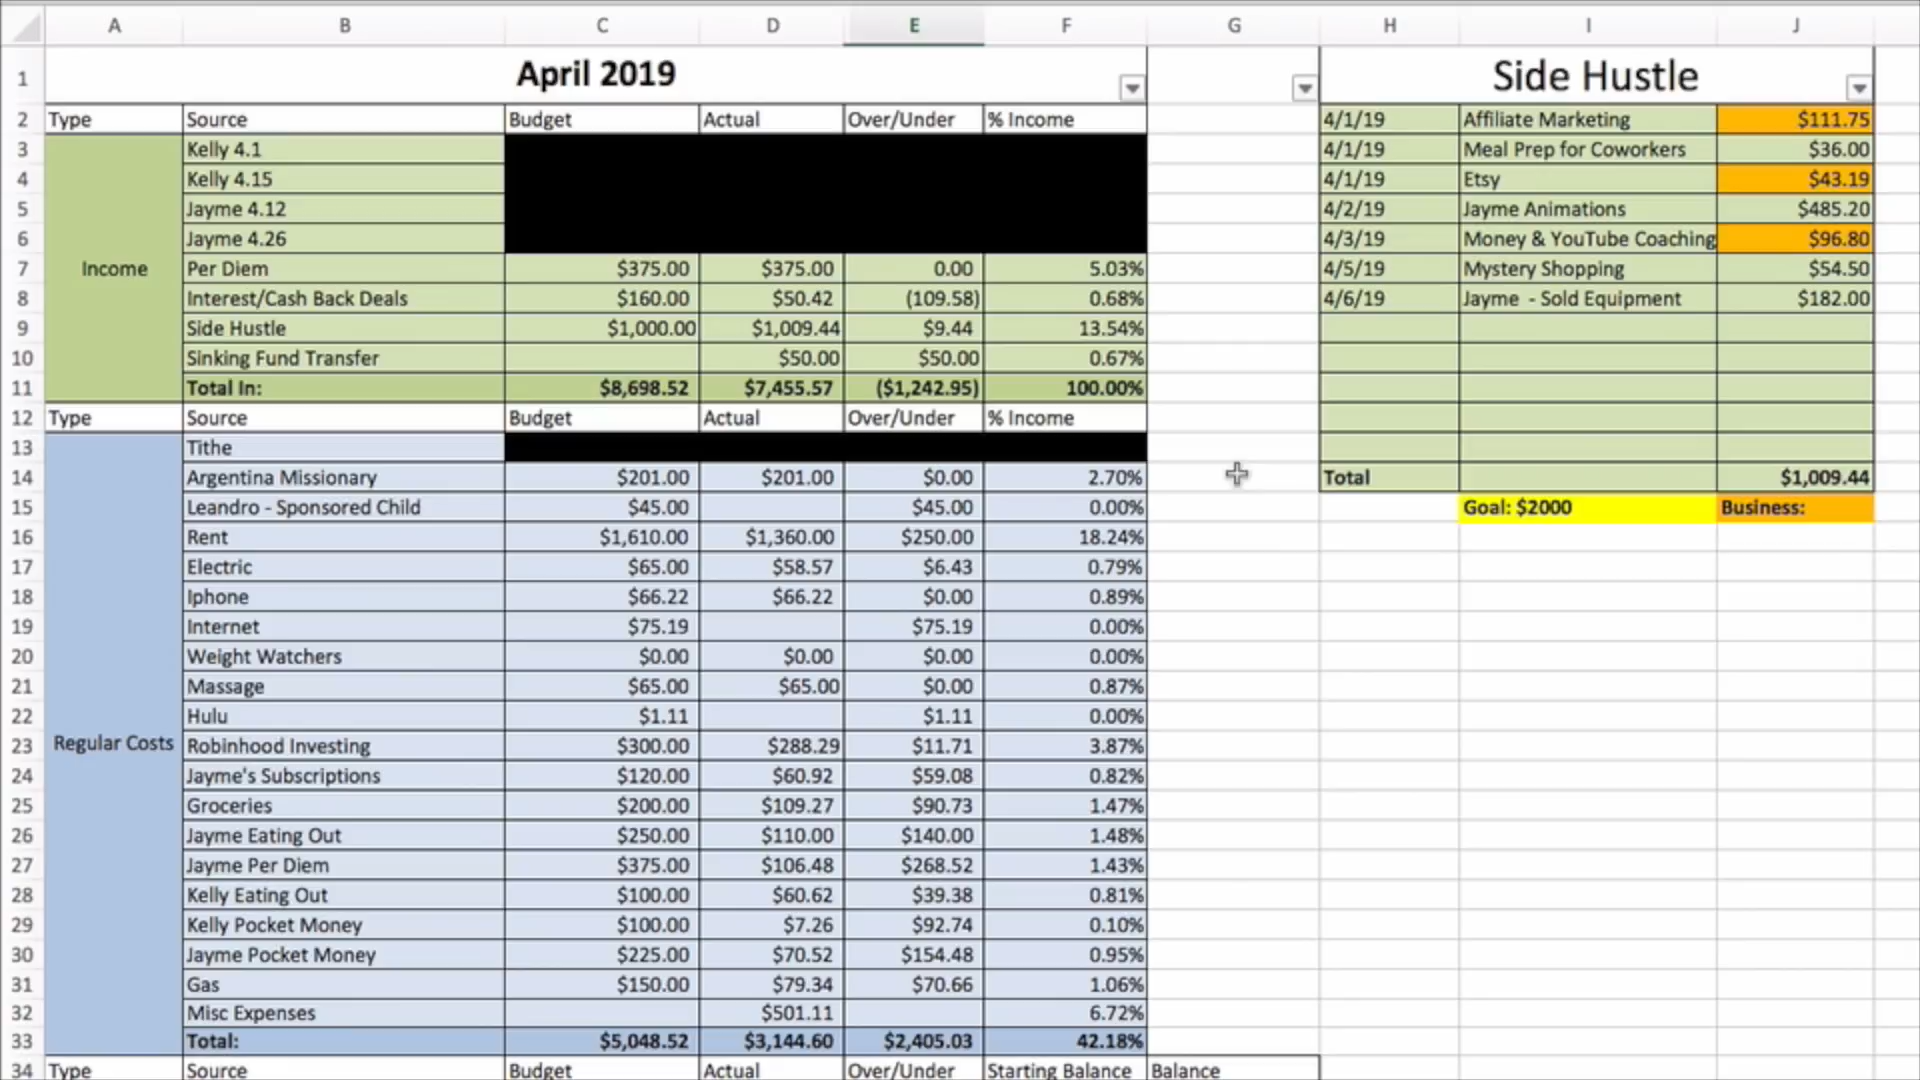 A B C D E F G H I J
1 April 2019 Side Hustle
2 Type Source Budget Actual Over/Under % Income 4/1/19 Affiliate Marketing $111.75
3 Kelly 4.1 4/1/19 Meal Prep for Coworkers $36.00
4 Kelly 4.15 4/1/19 Etsy $43.19
5 Jayme 4.12 4/2/19 Jayme Animations $485.20
6 Jayme 4.26 4/3/19 Money & YouTube Coaching $96.80
7 Income Per Diem $375.00 $375.00 0.00 5.03% 4/5/19 Mystery Shopping $54.50
8 Interest/Cash Back Deals $160.00 $50.42 (109.58) 0.68% 4/6/19 Jayme - Sold Equipment $182.00
9 Side Hustle $1,000.00 $1,009.44 $9.44 13.54%
10 Sinking Fund Transfer $50.00 $50.00 0.67%
11 Total In: $8,698.52 $7,455.57 ($1,242.95) 100.00%
12 Type Source Budget Actual Over/Under % Income
13 Tithe
14 Argentina Missionary $201.00 $201.00 $0.00 2.70% Total $1,009.44
15 Leandro - Sponsored Child $45.00 $45.00 0.00% Goal: $2000 Business:
16 Rent $1,610.00 $1,360.00 $250.00 18.24%
17 Electric $65.00 $58.57 $6.43 0.79%
18 Iphone $66.22 $66.22 $0.00 0.89%
19 Internet $75.19 $75.19 0.00%
20 Weight Watchers $0.00 $0.00 $0.00 0.00%
21 Massage $65.00 $65.00 $0.00 0.87%
22 Hulu $1.11 $1.11 0.00%
23 Regular Costs Robinhood Investing $300.00 $288.29 $11.71 3.87%
24 Jayme's Subscriptions $120.00 $60.92 $59.08 0.82%
25 Groceries $200.00 $109.27 $90.73 1.47%
26 Jayme Eating Out $250.00 $110.00 $140.00 1.48%
27 Jayme Per Diem $375.00 $106.48 $268.52 1.43%
28 Kelly Eating Out $100.00 $60.62 $39.38 0.81%
29 Kelly Pocket Money $100.00 $7.26 $92.74 0.10%
30 Jayme Pocket Money $225.00 $70.52 $154.48 0.95%
31 Gas $150.00 $79.34 $70.66 1.06%
32 Misc Expenses $501.11 6.72%
33 Total: $5,048.52 $3,144.60 $2,405.03 42.18%
34 Type Source Budget Actual Over/Under Starting Balance Balance